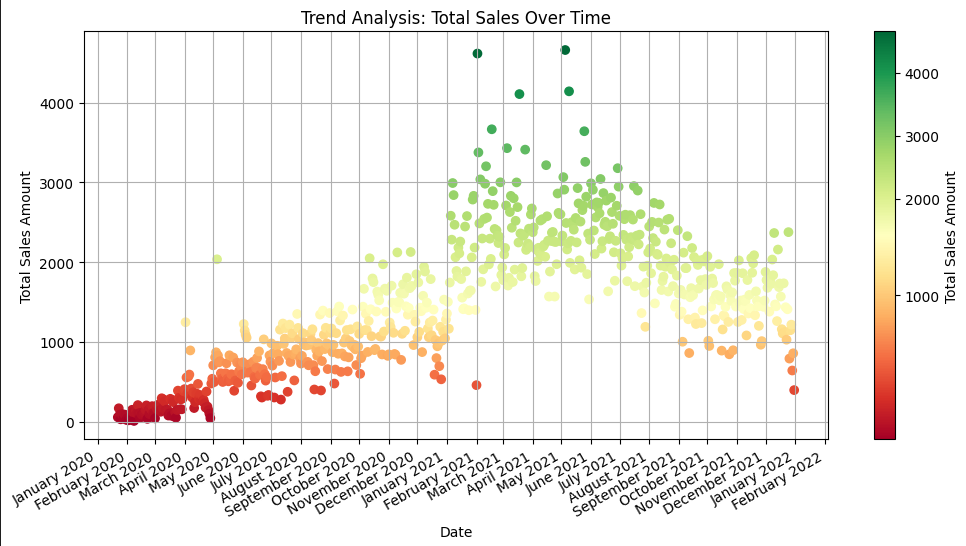 Trend Analysis: Total Sales Over Time
Total Sales Amount
4000
3000
2000
1000
0
January 2020
February 2020
March 2020
April 2020
May 2020
June 2020
July 2020
August 2020
September 2020
October 2020
November 2020
December 2020
January 2021
February 2021
March 2021
April 2021
May 2021
June 2021
July 2021
August 2021
September 2021
October 2021
November 2021
December 2021
January 2022
February 2022
Date
4000
3000
2000
1000
Total Sales Amount